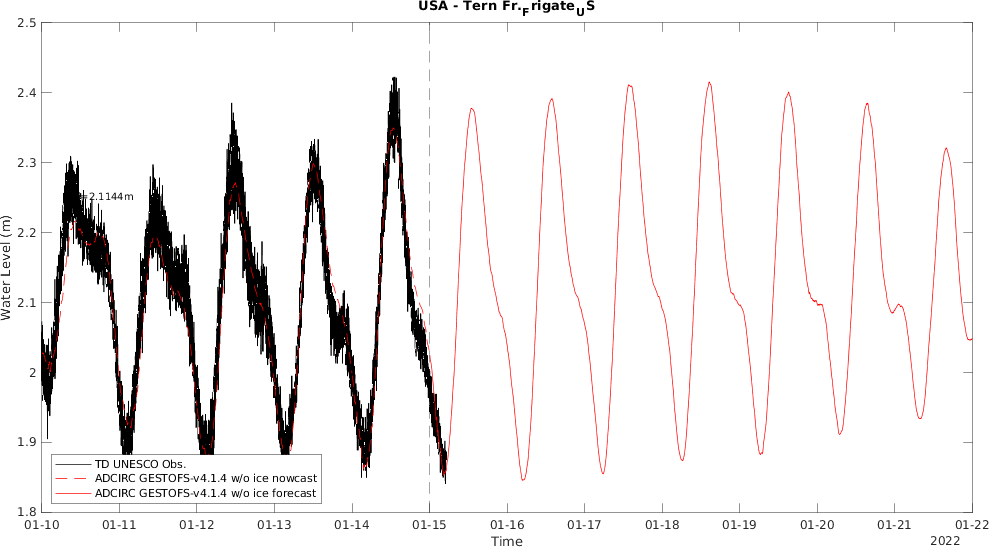 USA - Tern Fr.FrigateUS
2.5
2.4
2.3
2.2
2.1
2
1.9
1.8
Water Level (m)
=2.1144m
TD UNESCO Obs.
ADCIRC GESTOFS-v4.1.4 w/o ice nowcast
ADCIRC GESTOFS-v4.1.4 w/o ice forecast
01-10 01-11 01-12 01-13 01-14 01-15 01-16 01-17 01-18 01-19 01-20 01-21 01-22
Time
2022